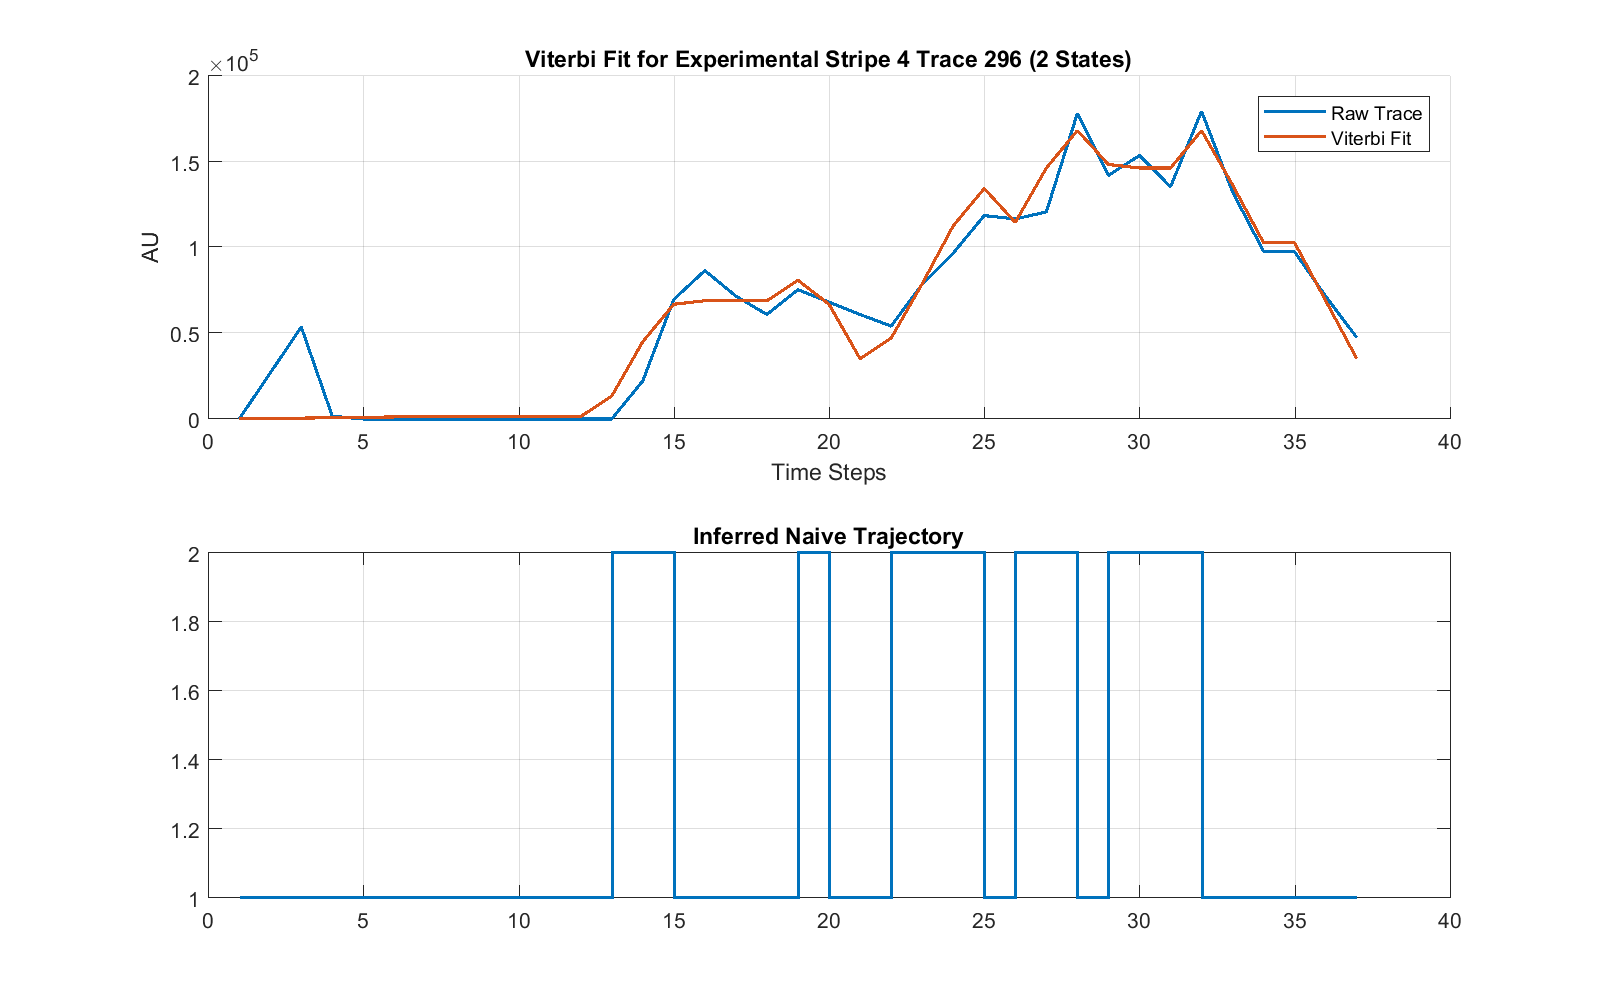 Viterbi Fit for Experimental Stripe 4 Trace 296 (2 States)
×10⁵
2
1.5
1
0.5
0
AU
Raw Trace
Viterbi Fit
0 5 10 15 20 25 30 35 40
Time Steps
Inferred Naive Trajectory
2
1.8
1.6
1.4
1.2
1
0 5 10 15 20 25 30 35 40